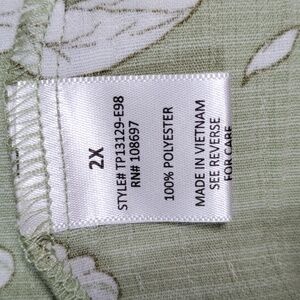 2X
STYLE# TP13129-E98
RN# 108697
100% POLYESTER
MADE IN VIETNAM
SEE REVERSE
FOR CARE